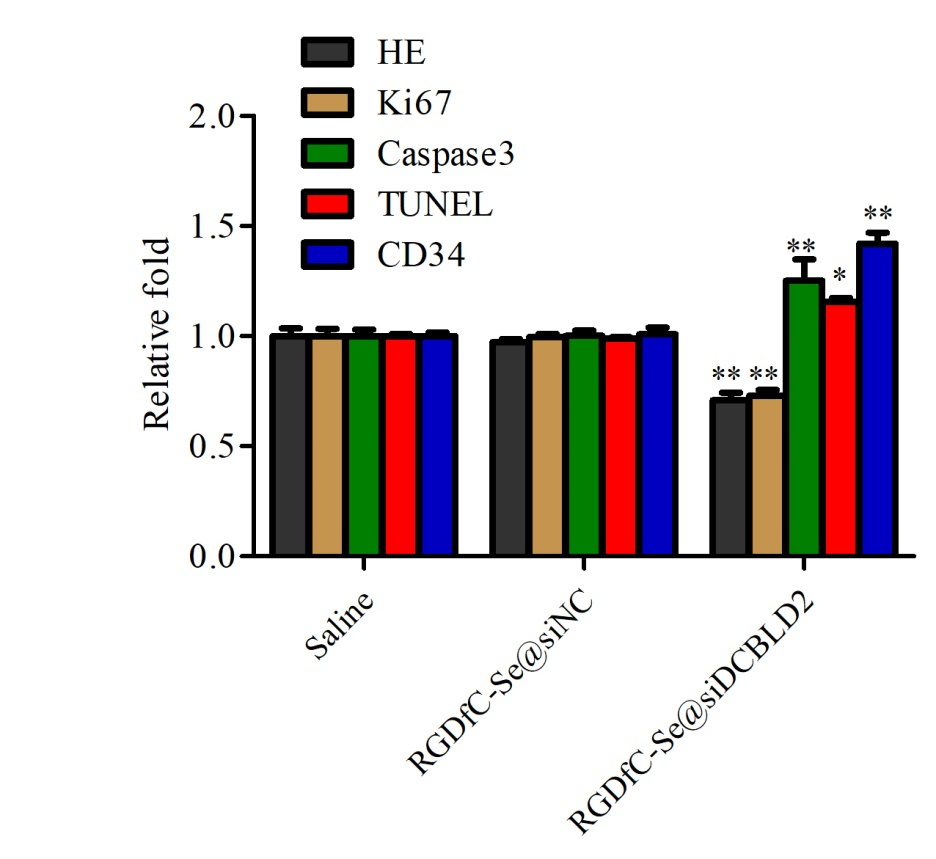 HE
Ki67
Caspase3
TUNEL
CD34
Relative fold
2.0
1.5
1.0
0.5
0.0
** ** ** * **
Saline
RGDfC-Se@siNC
RGDfC-Se@siDCBLD2